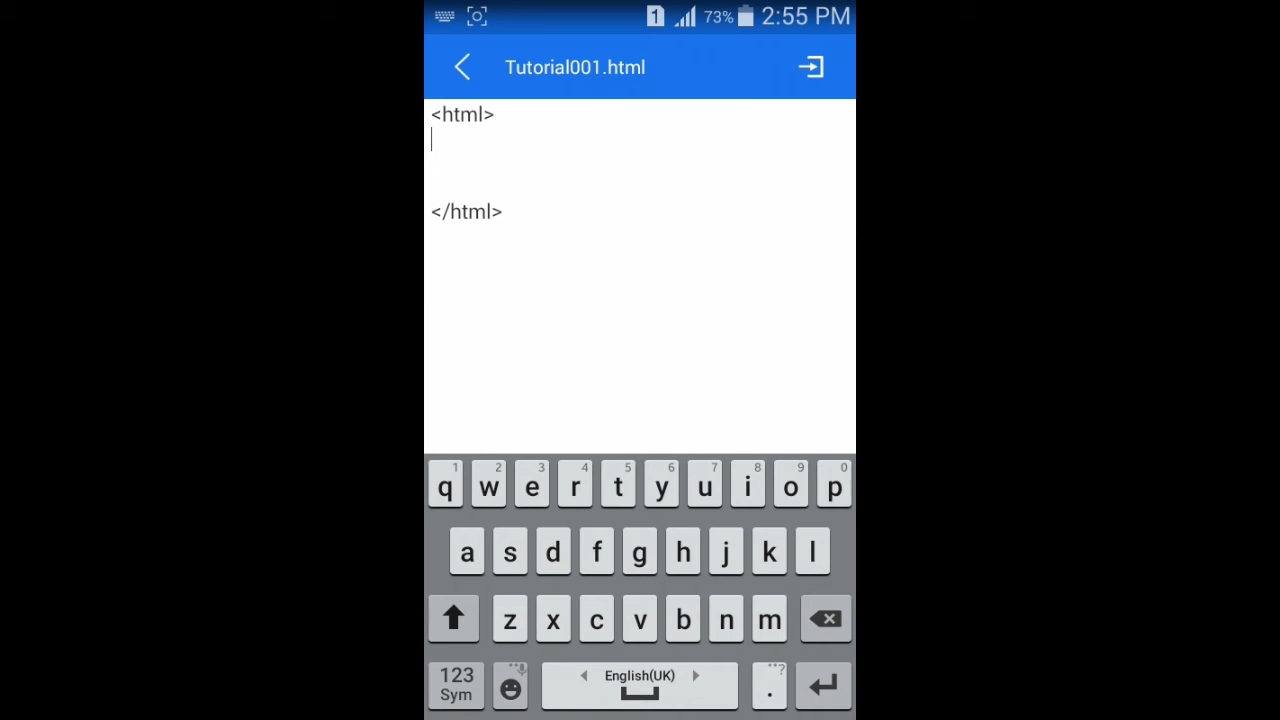 1 73% 2:55 PM
Tutorial001.html
<html>
</html>
1 2 3 4 5 6 7 8 9 0
q w e r t y u i o p
a s d f g h j k l
z x c v b n m
123 English(UK) ?
Sym .